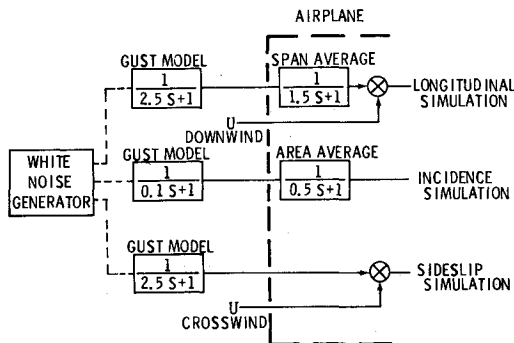 AIRPLANE
GUST MODEL
1
2.5 S+1
SPAN AVERAGE
1
1.5 S+1
LONGITUDINAL
SIMULATION
U
DOWNWIND
WHITE
NOISE
GENERATOR
GUST MODEL
1
0.1 S+1
AREA AVERAGE
1
0.5 S+1
INCIDENCE
SIMULATION
GUST MODEL
1
2.5 S+1
SIDESLIP
SIMULATION
U
CROSSWIND